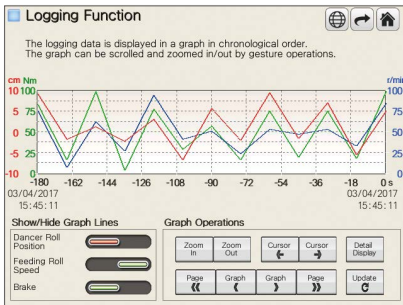 Logging Function
The logging data is displayed in a graph in chronological order.
The graph can be scrolled and zoomed in/out by gesture operations.
cm Nm r/min
10 100 100
5 75 75
0 50 50
-5 25 25
-10 0 0
-180 -162 -144 -126 -108 -90 -72 -54 -36 -18 0 s
03/04/2017 03/04/2017
15:45:11 15:45:11
Show/Hide Graph Lines
Dancer Roll
Position
Feeding Roll
Speed
Brake
Graph Operations
Zoom In Zoom Out Cursor Cursor Detail Display
Page Graph Graph Page Update